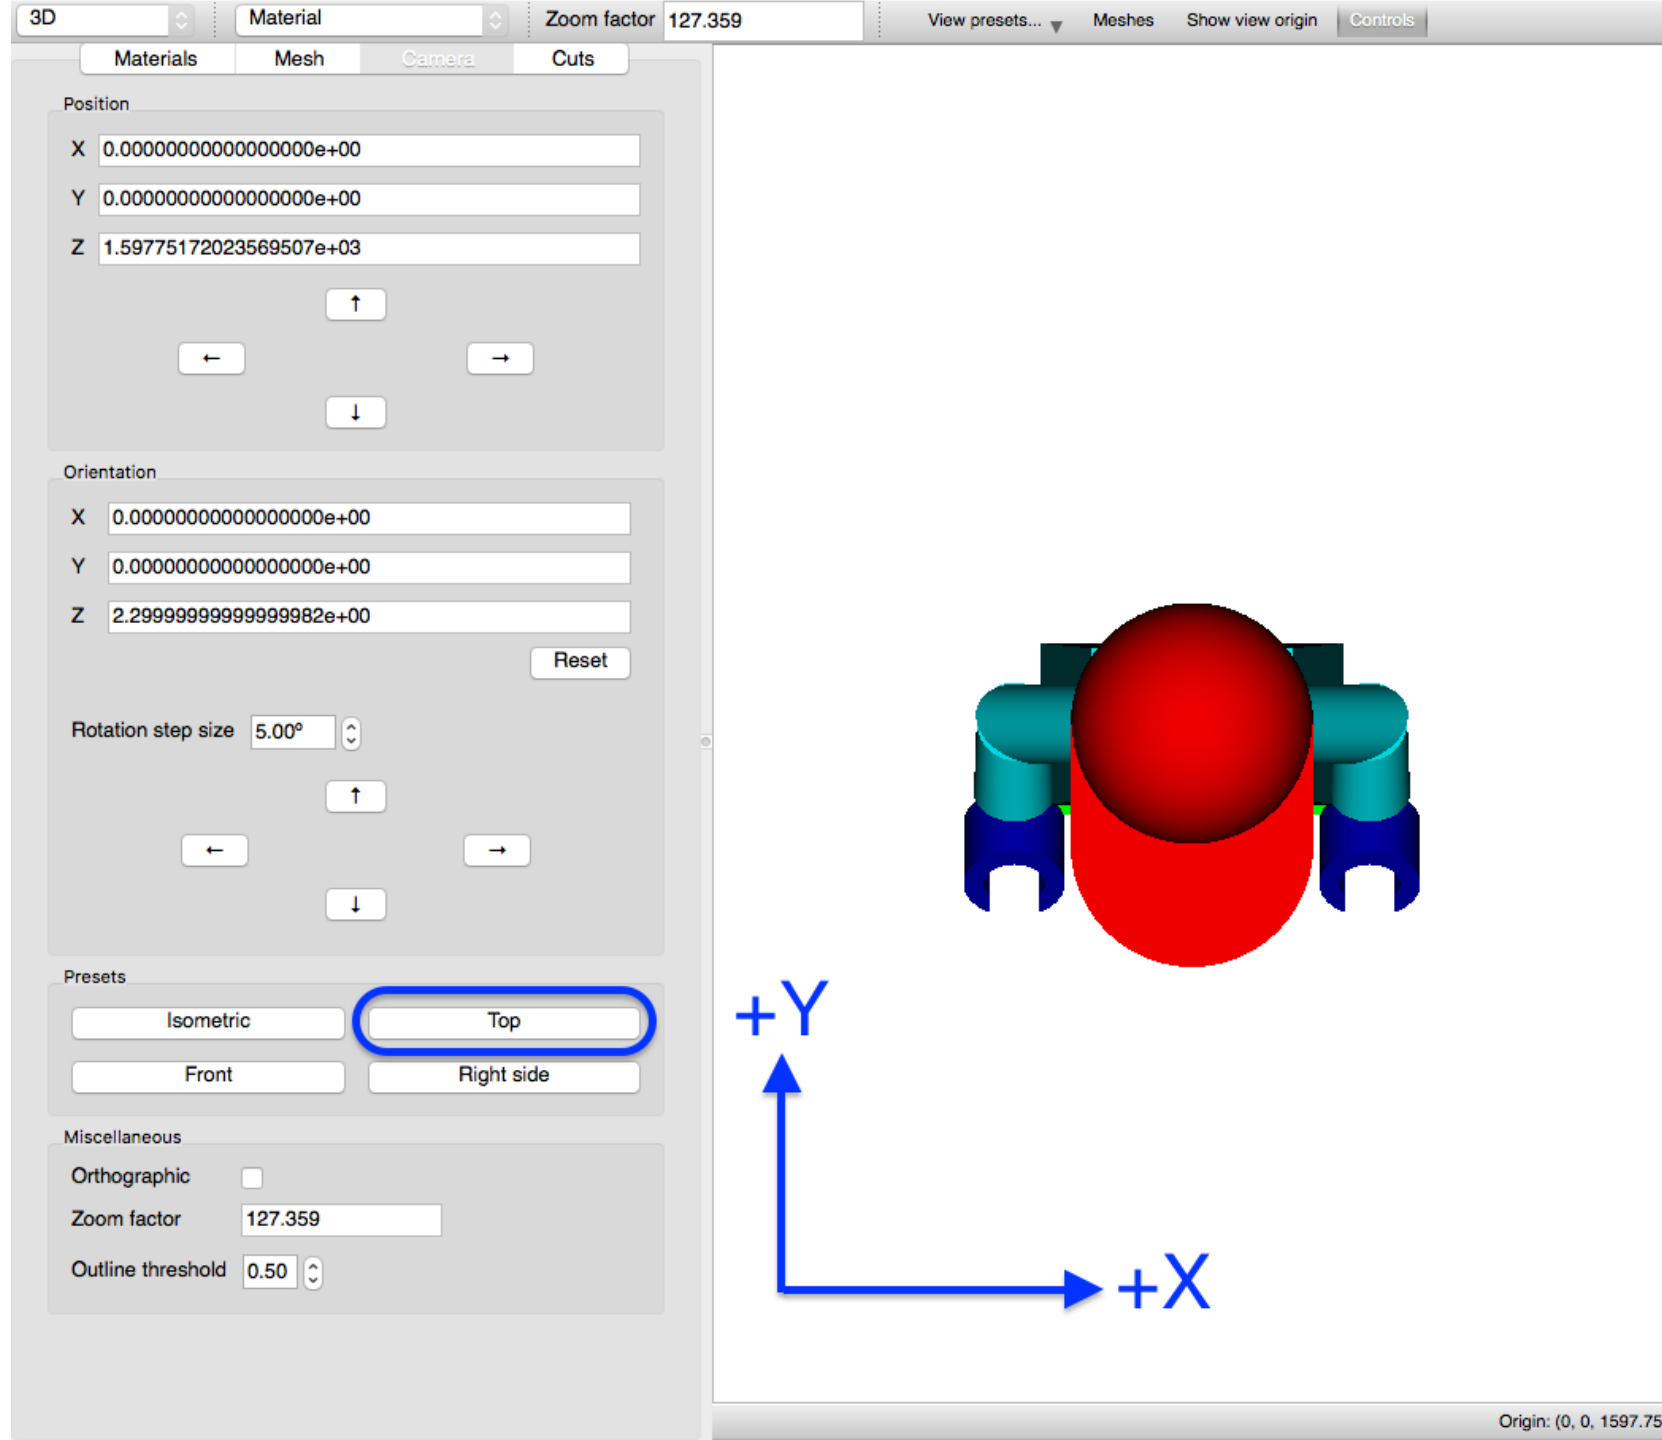 3D Material Zoom factor 127.359 View presets... Meshes Show view origin Controls
Materials Mesh Camera Cuts
Position
X 0.00000000000000000e+00
Y 0.00000000000000000e+00
Z 1.59775172023569507e+03
↑
← →
↓
Orientation
X 0.00000000000000000e+00
Y 0.00000000000000000e+00
Z 2.29999999999999982e+00
Reset
Rotation step size 5.00º
↑
← →
↓
Presets
Isometric Top
Front Right side
Miscellaneous
Orthographic
Zoom factor 127.359
Outline threshold 0.50
+Y
+X
Origin: (0, 0, 1597.75